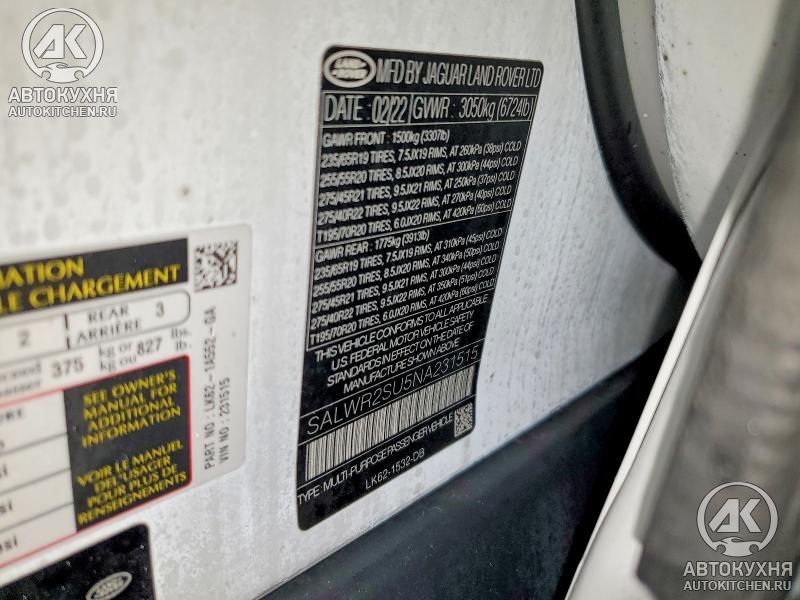 АВТОКУХНЯ
AUTOKITCHEN.RU
LAND ROVER
MFD BY JAGUAR LAND ROVER LTD
DATE: 02/22 GVWR: 3050kg (6724lb)
GAWR FRONT: 1500kg (3307lb)
235/65R19 TIRES, 7.5JX19 RIMS, AT 260kPa (38psi) COLD
255/55R20 TIRES, 8.5JX20 RIMS, AT 300kPa (44psi) COLD
275/45R21 TIRES, 9.5JX21 RIMS, AT 250kPa (37psi) COLD
275/40R22 TIRES, 9.5JX22 RIMS, AT 270kPa (40psi) COLD
T195/70R20 TIRES, 6.0JX20 RIMS, AT 420kPa (60psi) COLD
GAWR REAR: 1775kg (3913lb)
235/65R19 TIRES, 7.5JX19 RIMS, AT 310kPa (45psi) COLD
255/55R20 TIRES, 8.5JX20 RIMS, AT 340kPa (50psi) COLD
275/45R21 TIRES, 9.5JX21 RIMS, AT 300kPa (44psi) COLD
275/40R22 TIRES, 9.5JX22 RIMS, AT 350kPa (51psi) COLD
T195/70R20 TIRES, 6.0JX20 RIMS, AT 420kPa (60psi) COLD
THIS VEHICLE CONFORMS TO ALL APPLICABLE
U.S. FEDERAL MOTOR VEHICLE SAFETY
STANDARDS IN EFFECT ON THE DATE OF
MANUFACTURE SHOWN ABOVE
SALWR2SU5NA231515
TYPE: MULTI-PURPOSE PASSENGER VEHICLE
LK62-1532-DB
MATION
LE CHARGEMENT
2 REAR 3
ARRIÈRE
375 kg or 827 lbs.
kg ou lb.
SEE OWNER'S
MANUAL FOR
ADDITIONAL
INFORMATION
VOIR LE MANUEL
DE L'USAGER
POUR PLUS DE
RENSEIGNEMENTS
PART NO: LK62-1A552-GA
VIN NO: 231515
LAND ROVER
AK
АВТОКУХНЯ
AUTOKITCHEN.RU